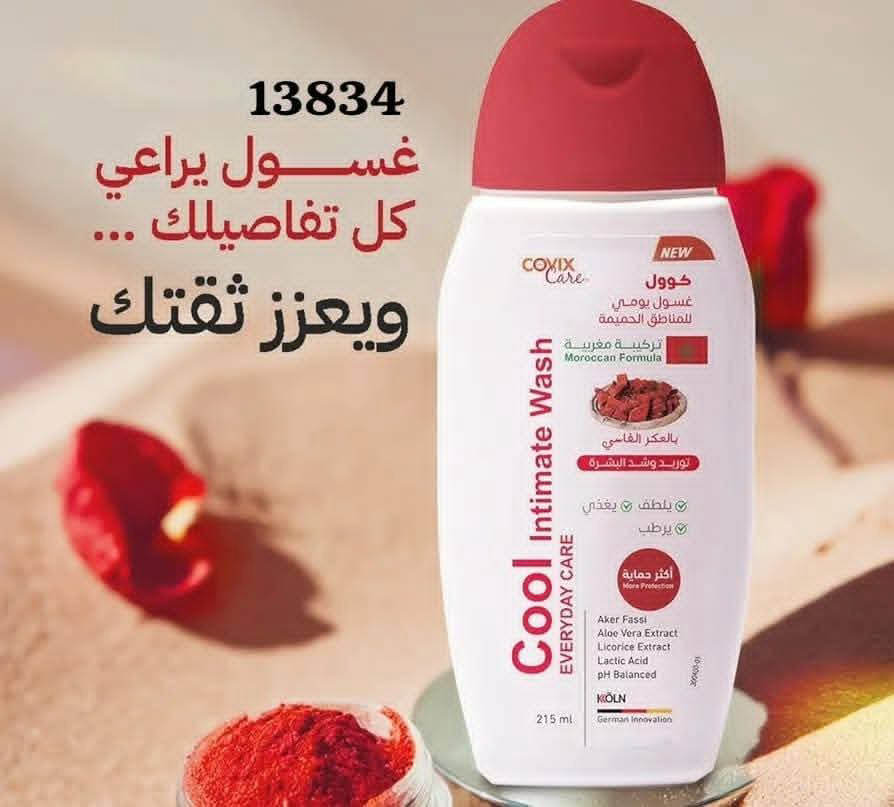 13834
غسول يراعي
كل تفاصيلك ...
ويعزز ثقتك
NEW
COVIX
Care
كوول
غسول يومي
للمناطق الحميمة
تركيبة مغربية
Moroccan Formula
بالعكر الفاسي
توريد وشد البشرة
يلطف
يغذي
يرطب
أكثر حماية
More Protection
Cool Intimate Wash
EVERYDAY CARE
Aker Fassi
Aloe Vera Extract
Licorice Extract
Lactic Acid
pH Balanced
KÖLN
German Innovation
215 ml